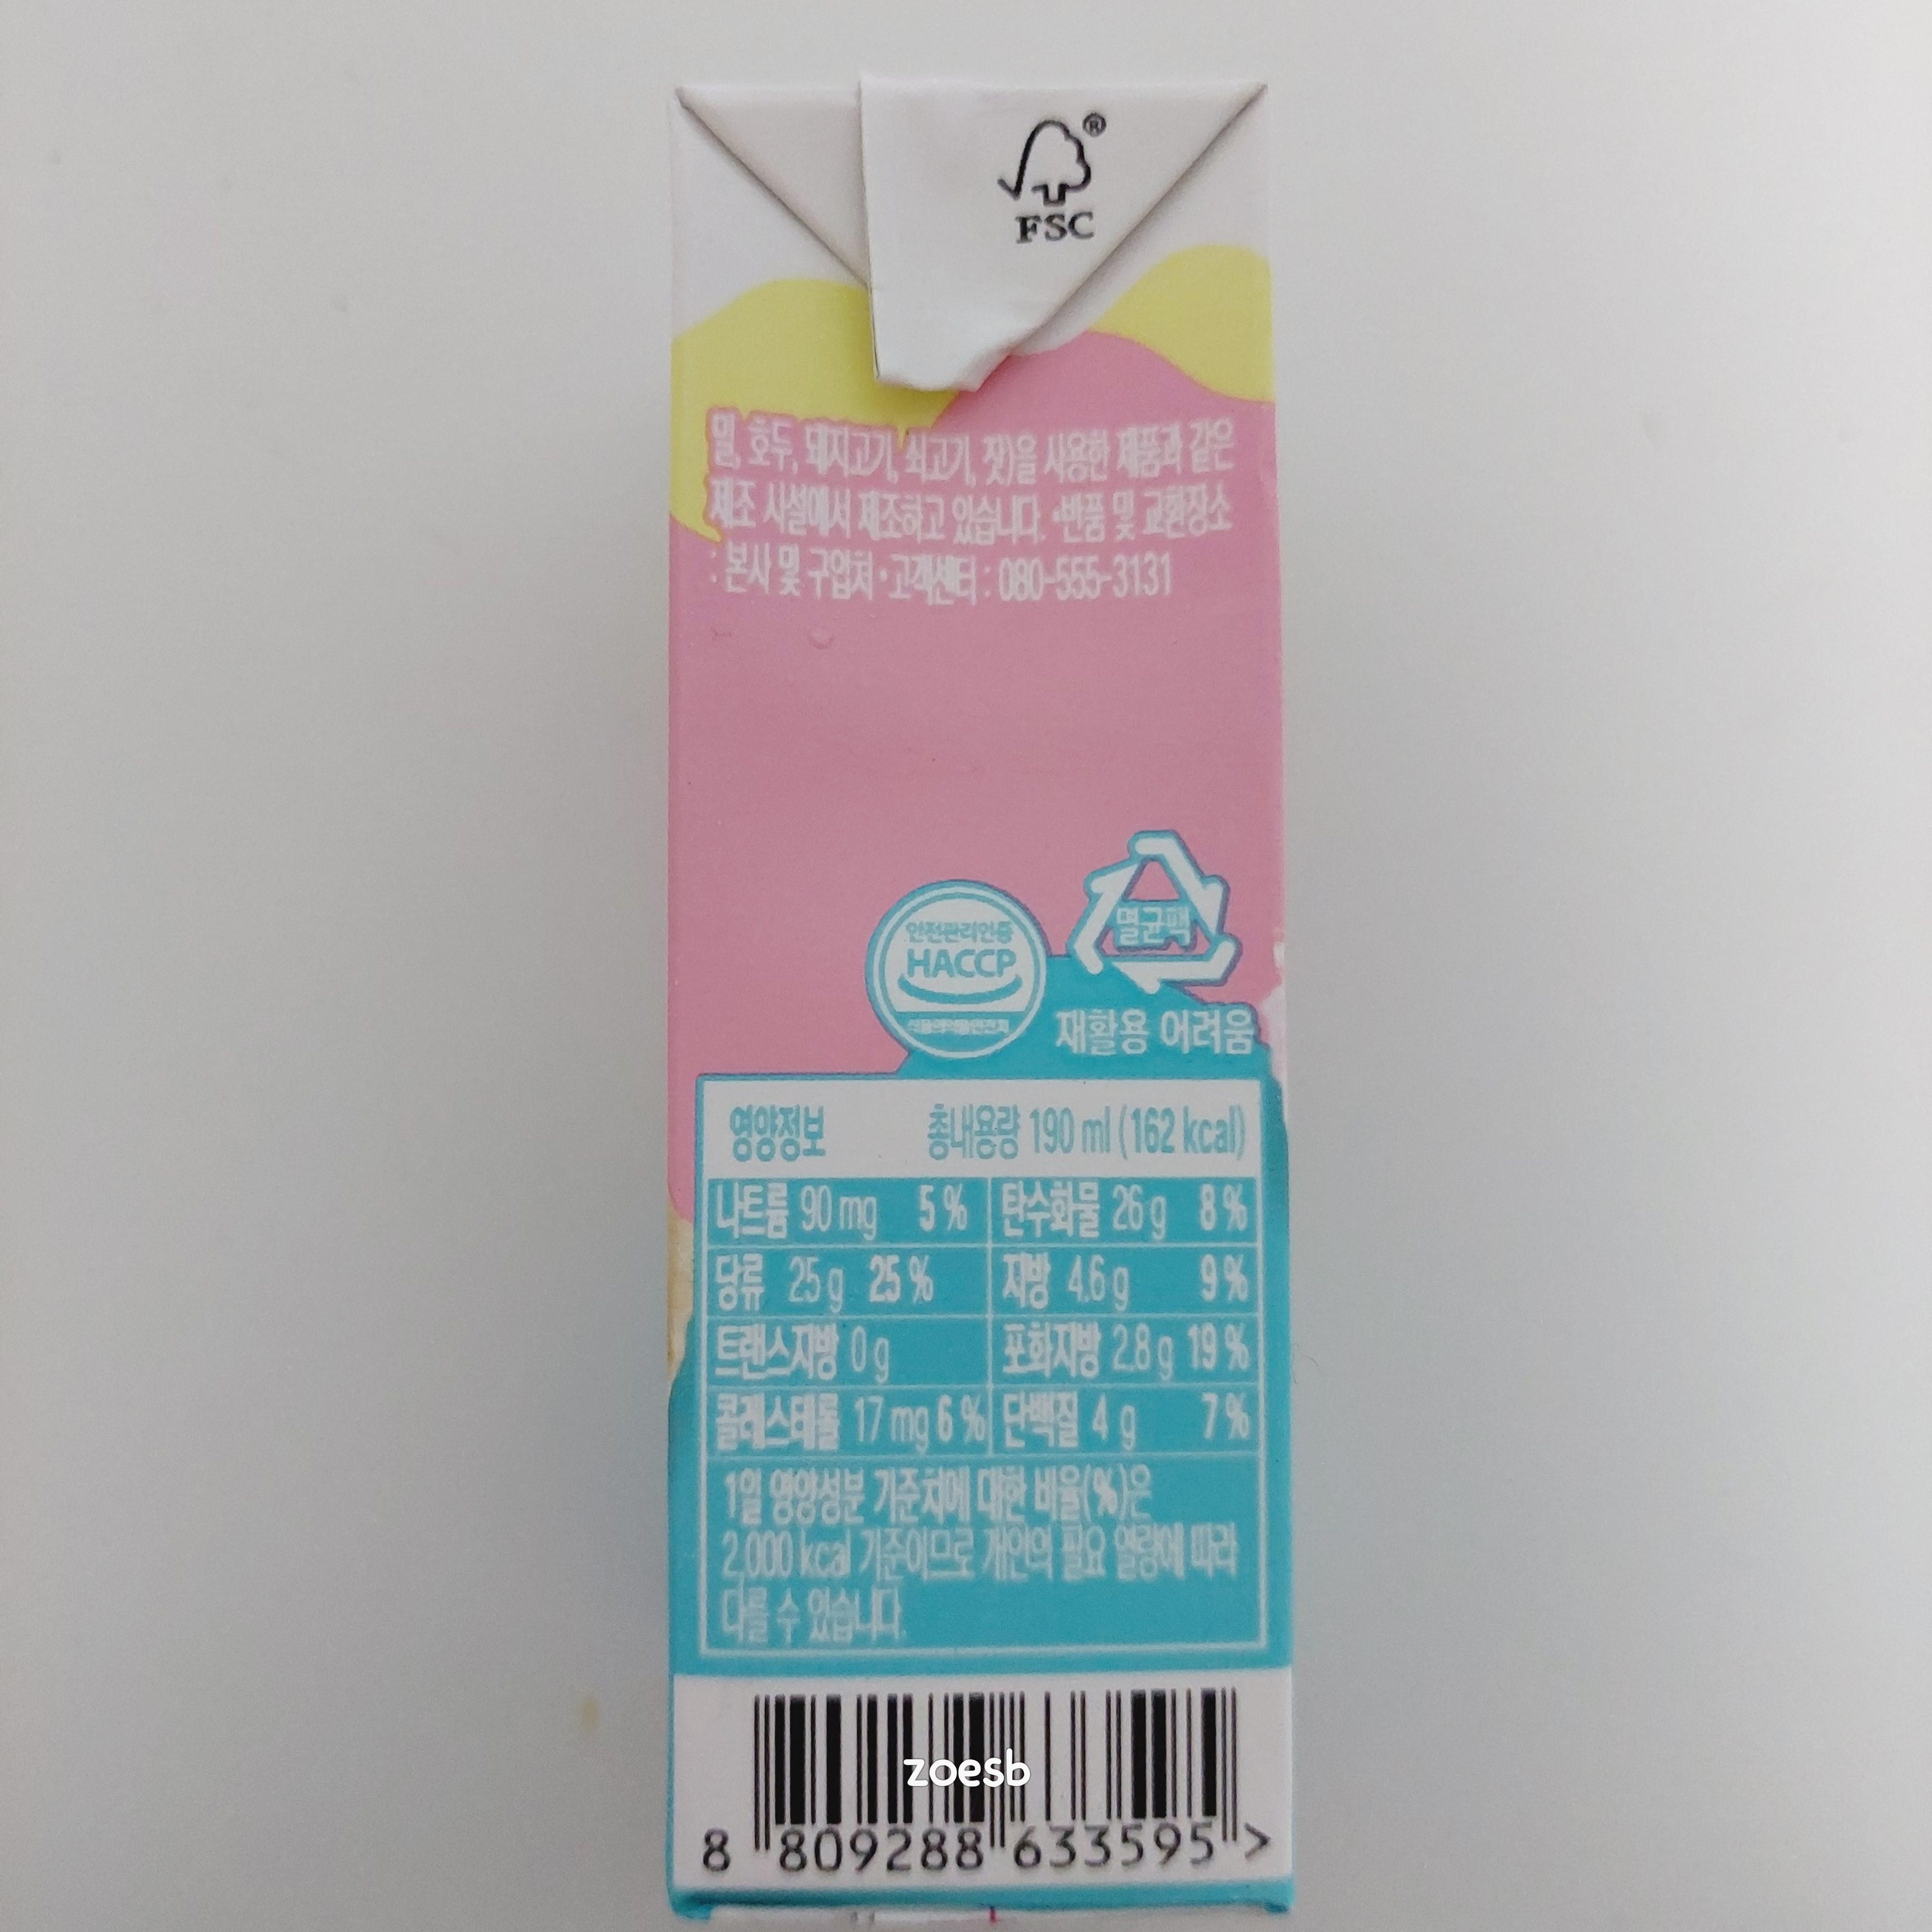 ®
FSC
밀, 호두, 돼지고기, 쇠고기, 잣)을 사용한 제품과 같은
제조 시설에서 제조하고 있습니다. •반품 및 교환장소
: 본사 및 구입처 •고객센터 : 080-555-3131
멸균팩
안전관리인증
HACCP
식품의약품안전처
재활용 어려움
영양정보 총내용량 190 ml (162 kcal)
나트륨 90 mg 5 % 탄수화물 26 g 8 %
당류 25 g 25 % 지방 4.6 g 9 %
트랜스지방 0 g 포화지방 2.8 g 19 %
콜레스테롤 17 mg 6 % 단백질 4 g 7 %
1일 영양성분 기준치에 대한 비율(%)은
2,000 kcal 기준이므로 개인의 필요 열량에 따라
다를 수 있습니다.
zoesb
8 809288 633595 >